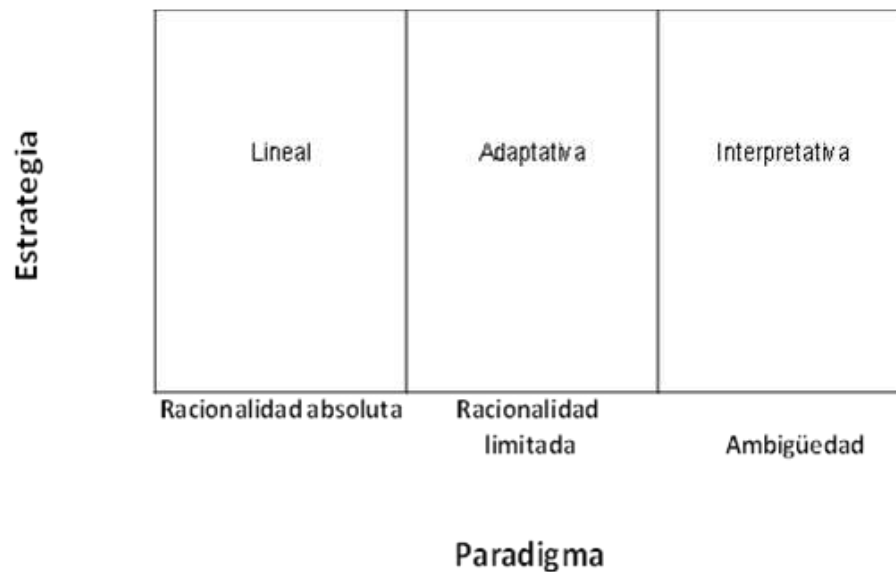 Estrategia
Lineal
Adaptativa
Interpretativa
Racionalidad absoluta
Racionalidad
limitada
Ambigüedad
Paradigma